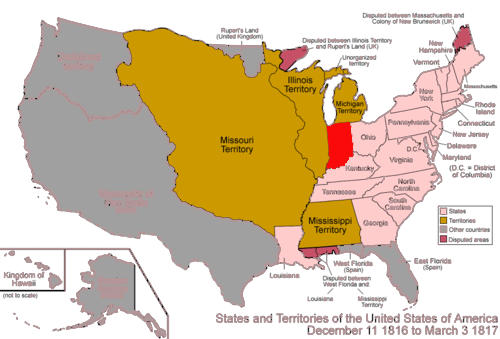 Rupert's Land
(United Kingdom)
Disputed between Illinois Territory
and Rupert's Land (UK)
Unorganized
territory
Disputed between Massachusetts and
Colony of New Brunswick (UK)
New
Hampshire
Vermont
Massachusetts
New
York
Rhode
Island
Connecticut
New Jersey
Delaware
Maryland
(D.C. = District
of Columbia)
D.C.
Pennsylvania
Illinois
Territory
Michigan
Territory
Ohio
Missouri
Territory
Virginia
Kentucky
North
Carolina
Tennessee
South
Carolina
Mississippi
Territory
Georgia
Louisiana
West Florida
(Spain)
East Florida
(Spain)
Disputed between
West Florida and:
Louisiana
Mississippi
Territory
States
Territories
Other countries
Disputed areas
Kingdom of
Hawaii
(not to scale)
States and Territories of the United States of America
December 11 1816 to March 3 1817